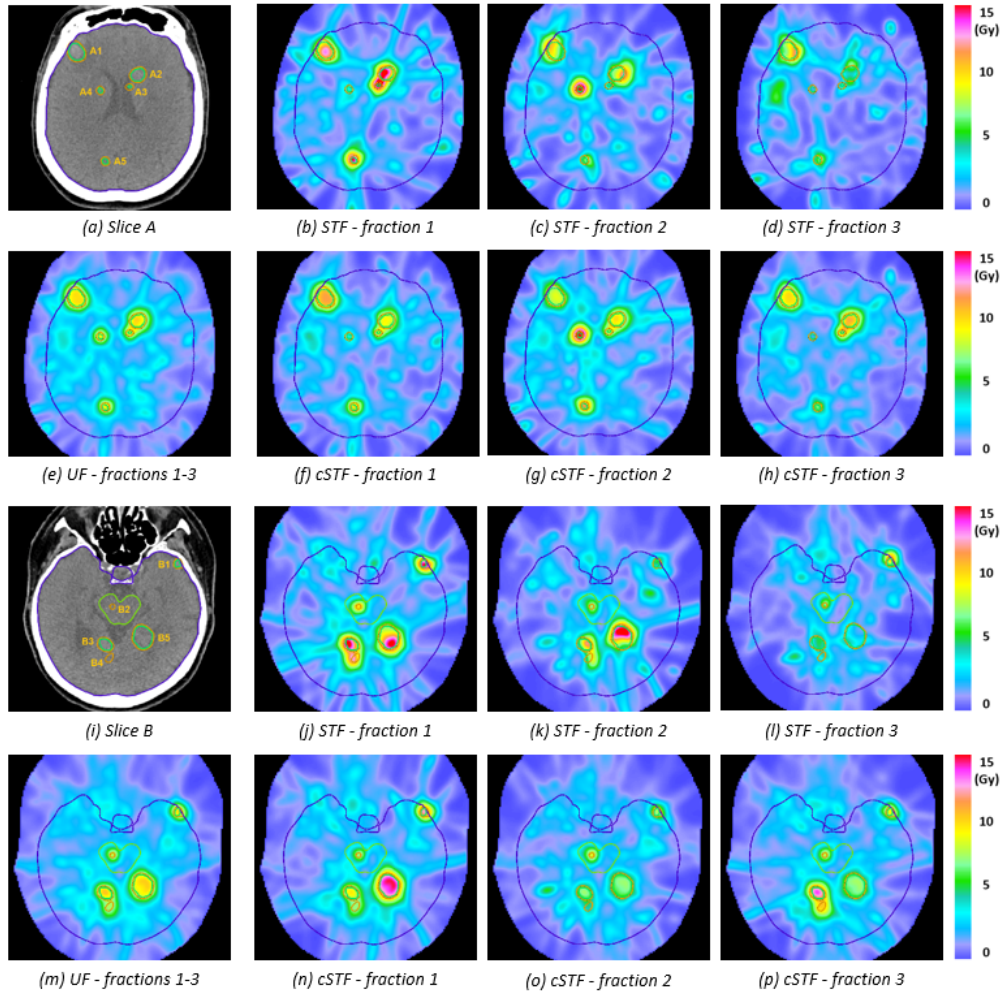 A1
A2
A4
A3
A5
15
(Gy)
10
5
0
(a) Slice A
(b) STF - fraction 1
(c) STF - fraction 2
(d) STF - fraction 3
15
(Gy)
10
5
0
(e) UF - fractions 1-3
(f) cSTF - fraction 1
(g) cSTF - fraction 2
(h) cSTF - fraction 3
B1
B2
B3
B5
B4
15
(Gy)
10
5
0
(i) Slice B
(j) STF - fraction 1
(k) STF - fraction 2
(l) STF - fraction 3
15
(Gy)
10
5
0
(m) UF - fractions 1-3
(n) cSTF - fraction 1
(o) cSTF - fraction 2
(p) cSTF - fraction 3